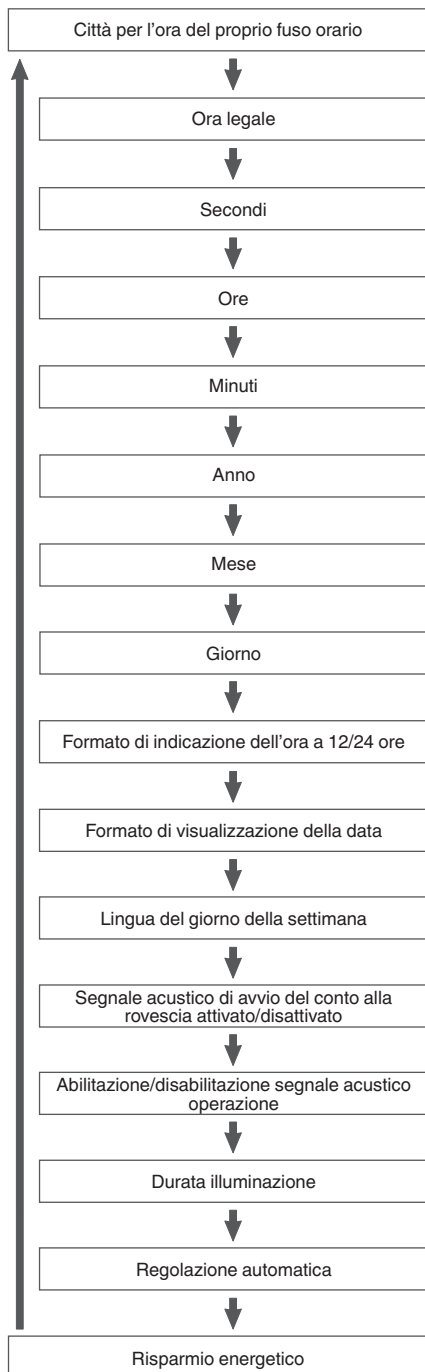 Città per l'ora del proprio fuso orario
Ora legale
Secondi
Ore
Minuti
Anno
Mese
Giorno
Formato di indicazione dell'ora a 12/24 ore
Formato di visualizzazione della data
Lingua del giorno della settimana
Segnale acustico di avvio del conto alla
rovescia attivato/disattivato
Abilitazione/disabilitazione segnale acustico
operazione
Durata illuminazione
Regolazione automatica
Risparmio energetico